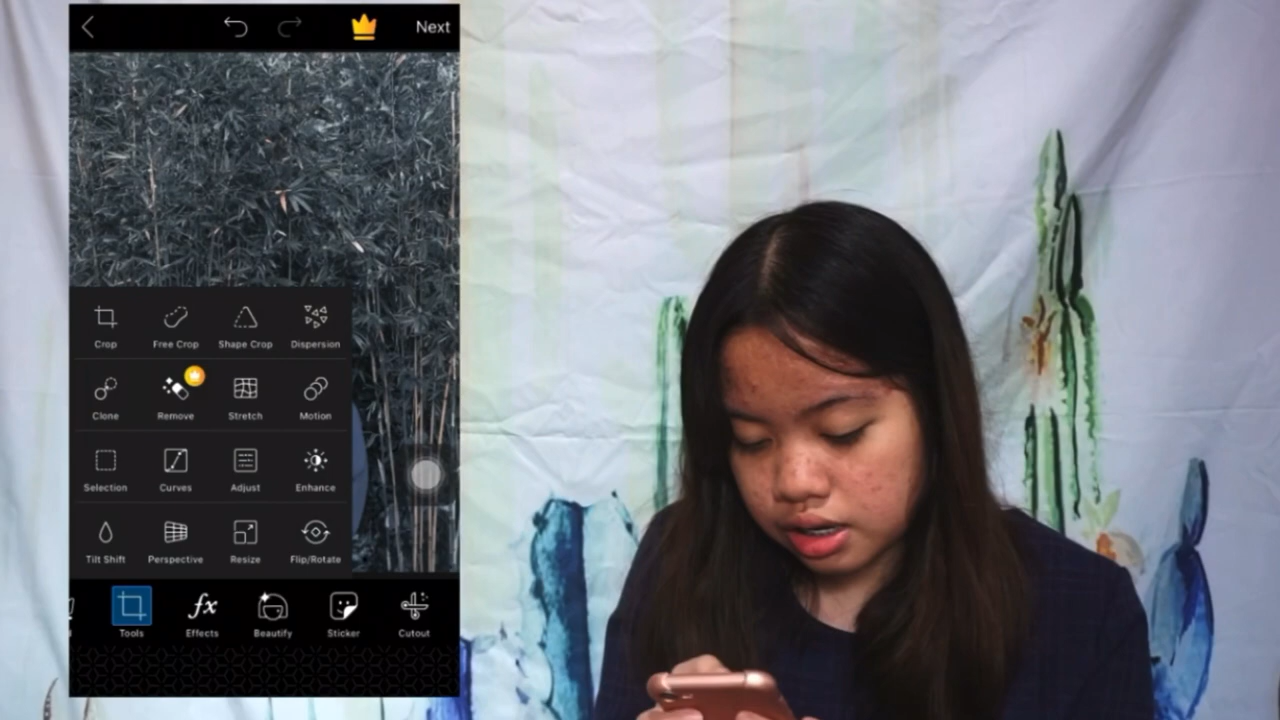 Next
Crop Free Crop Shape Crop Dispersion
Clone Remove Stretch Motion
Selection Curves Adjust Enhance
Tilt Shift Perspective Resize Flip/Rotate
Tools Effects Beautify Sticker Cutout